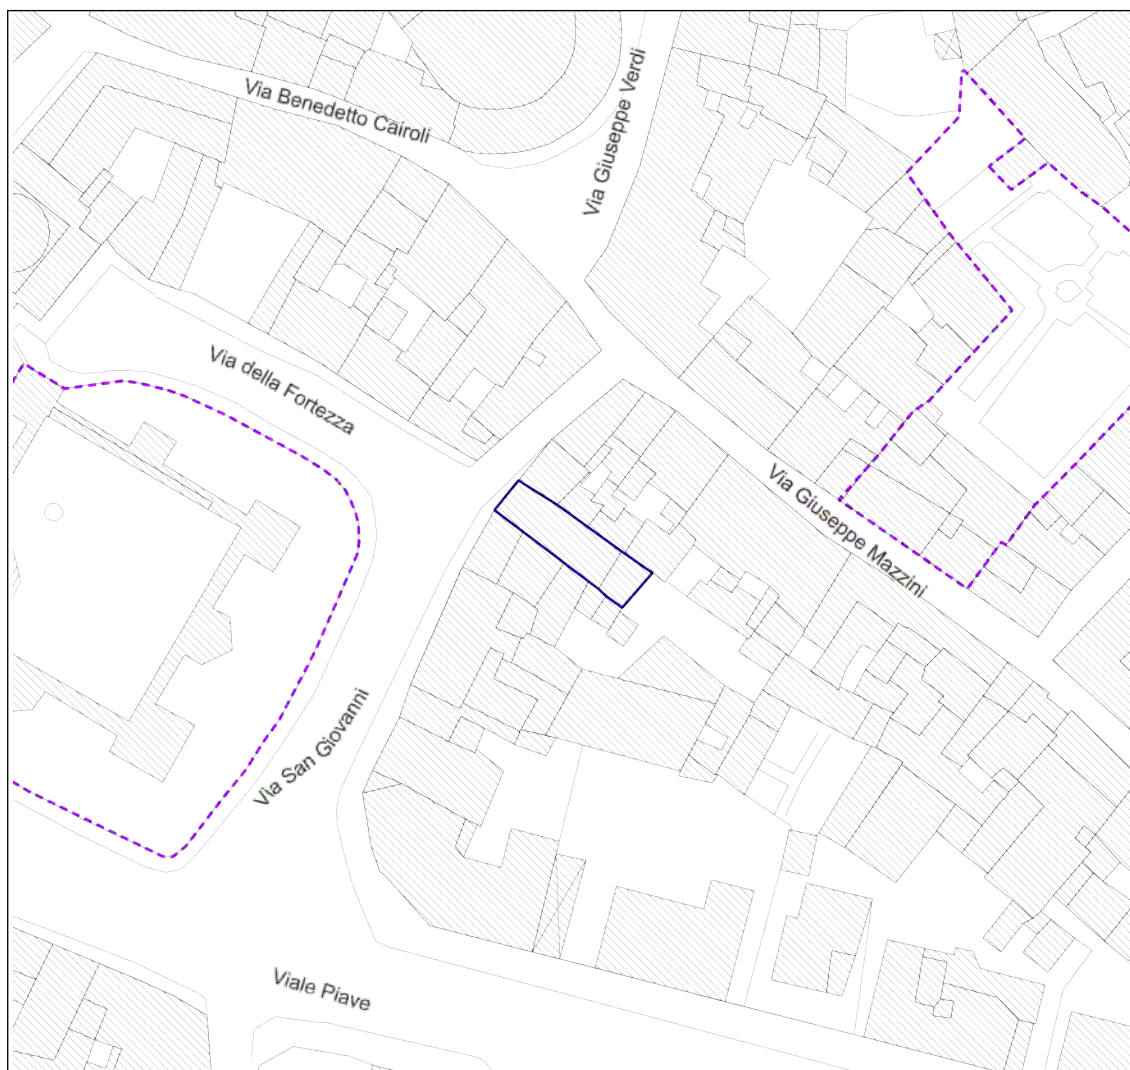 Via Benedetto Cairoli
Via Giuseppe Verdi
Via della Fortezza
Via Giuseppe Mazzini
Via San Giovanni
Viale Piave